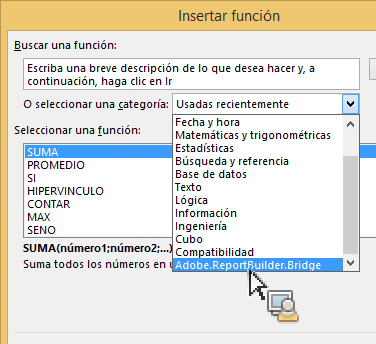 Insertar función
Buscar una función:
Escriba una breve descripción de lo que desea hacer y, a
continuación, haga clic en Ir
O seleccionar una categoría:
Usadas recientemente
Fecha y hora
Matemáticas y trigonométricas
Estadísticas
Búsqueda y referencia
Base de datos
Texto
Lógica
Información
Ingeniería
Cubo
Compatibilidad
Adobe.ReportBuilder.Bridge
Seleccionar una función:
SUMA
PROMEDIO
SI
HIPERVINCULO
CONTAR
MAX
SENO
SUMA(número1;número2;...)
Suma todos los números en